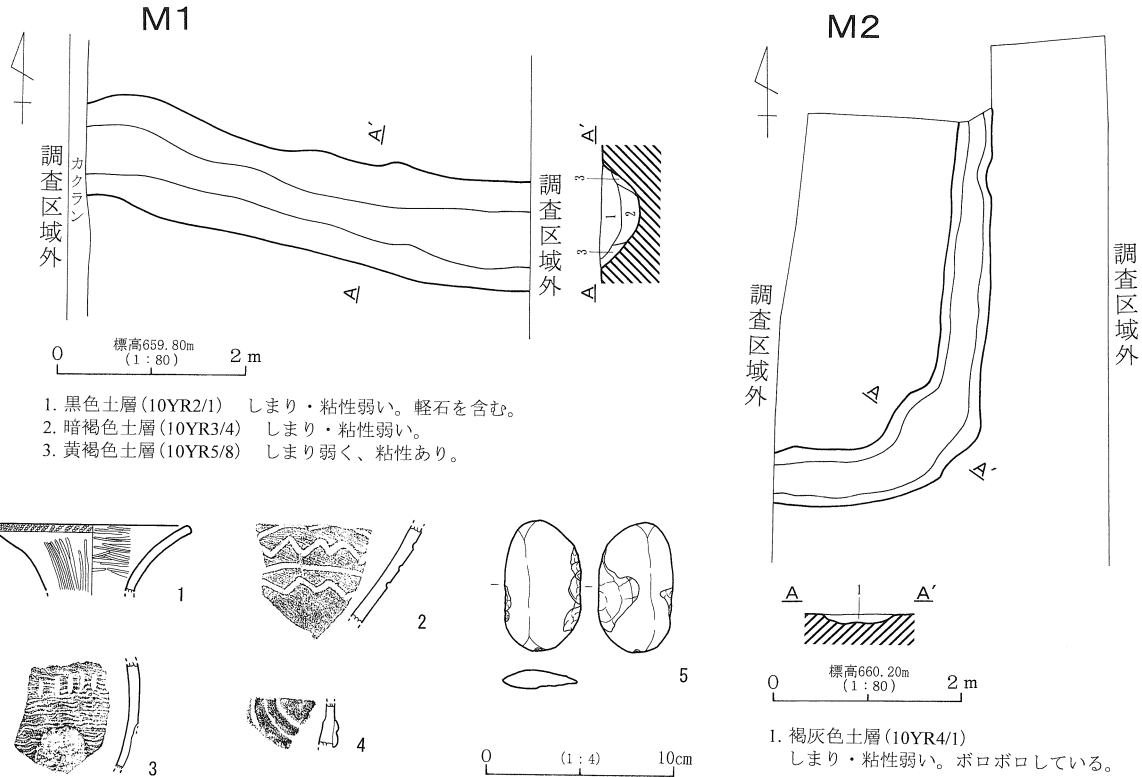 M1
A′
A
調査区域外
カクラン
調査区域外
A′
3
1
2
3
A
標高659.80m
0 (1:80) 2m
1. 黒色土層(10YR2/1) しまり・粘性弱い。軽石を含む。
2. 暗褐色土層(10YR3/4) しまり・粘性弱い。
3. 黄褐色土層(10YR5/8) しまり弱く、粘性あり。
1
2
3
4
5
0 (1:4) 10cm
M2
調査区域外
調査区域外
A
A′
A 1 A′
標高660.20m
0 (1:80) 2m
1. 褐灰色土層(10YR4/1)
しまり・粘性弱い。ボロボロしている。